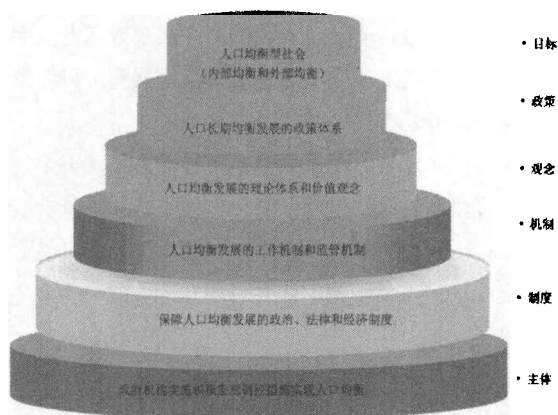 人口均衡型社会
(内部均衡和外部均衡)
• 目标
人口长期均衡发展的政策体系
• 政策
人口均衡发展的理论体系和价值观念
• 观念
人口均衡发展的工作机制和监管机制
• 机制
保障人口均衡发展的政治、法律和经济制度
• 制度
实现人口均衡
• 主体